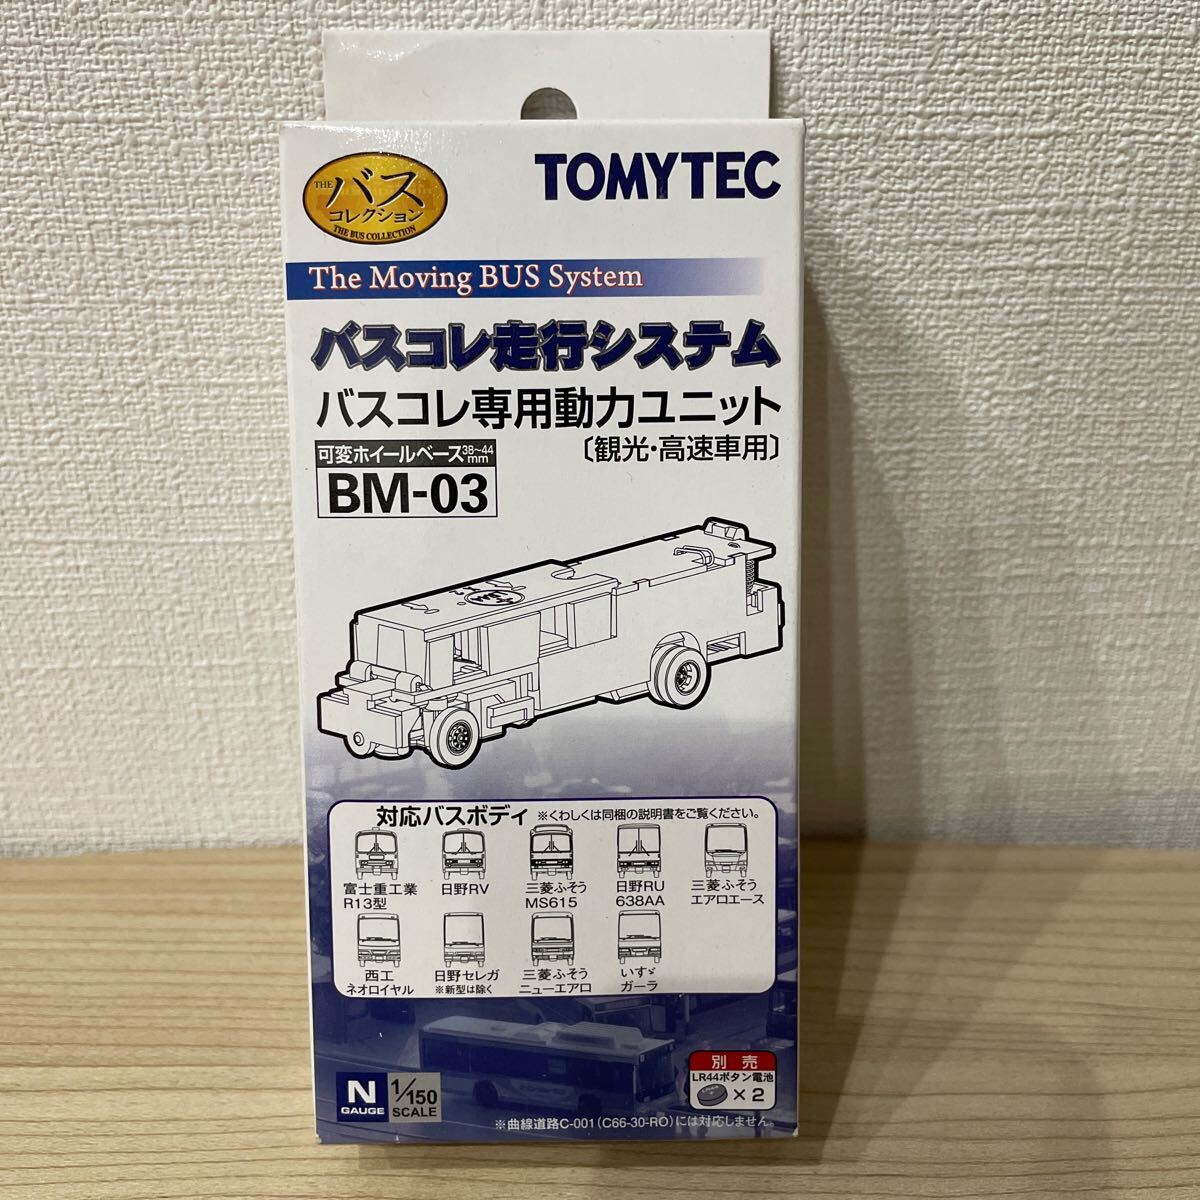 THE
バス
コレクション
THE BUS COLLECTION
TOMYTEC
The Moving BUS System
バスコレ走行システム
バスコレ専用動力ユニット
可変ホイールベース38〜44mm
〔観光・高速車用〕
BM-03
対応バスボディ ※くわしくは同梱の説明書をご覧ください。
富士重工業
R13型
日野RV
三菱ふそう
MS615
日野RU
638AA
三菱ふそう
エアロエース
西工
ネオロイヤル
日野セレガ
※新型は除く
三菱ふそう
ニューエアロ
いすゞ
ガーラ
別売
LR44ボタン電池
×2
N
GAUGE
1/150
SCALE
※曲線道路C-001(C66-30-RO)には対応しません。